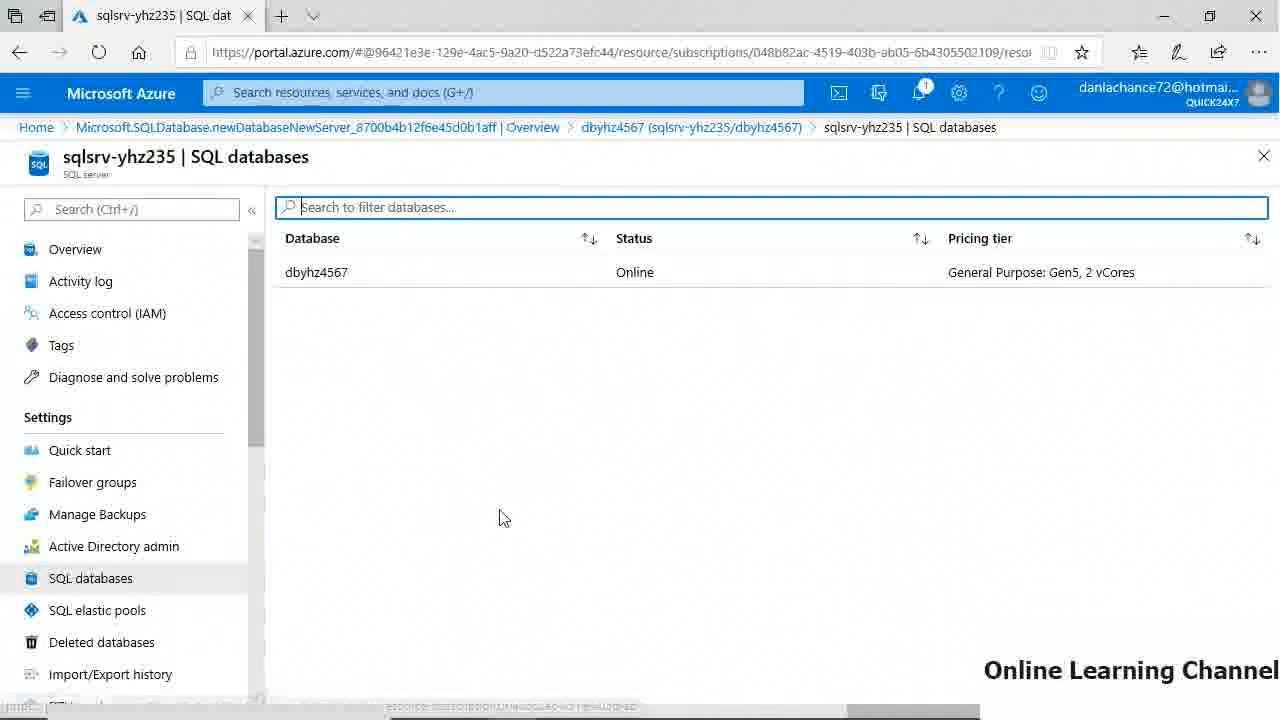 sqlsrv-yhz235 | SQL dat
https://portal.azure.com/#@96421e3e-129e-4ac5-9a20-d522a73efc44/resource/subscriptions/048b82ac-4519-403b-ab05-6b4305502109/resou
Microsoft Azure
Search resources, services, and docs (G+/)
1
danlachance72@hotmai...
QUICK24X7
Home > Microsoft.SQLDatabase.newDatabaseNewServer_8700b4b12f6e45d0b1aff | Overview > dbyhz4567 (sqlsrv-yhz235/dbyhz4567) > sqlsrv-yhz235 | SQL databases
SQL
sqlsrv-yhz235 | SQL databases
SQL server
Search (Ctrl+/)
«
Overview
Activity log
Access control (IAM)
Tags
Diagnose and solve problems
Settings
Quick start
Failover groups
Manage Backups
Active Directory admin
SQL databases
SQL elastic pools
Deleted databases
Import/Export history
Search to filter databases...
Database Status Pricing tier
dbyhz4567 Online General Purpose: Gen5, 2 vCores
Online Learning Channel